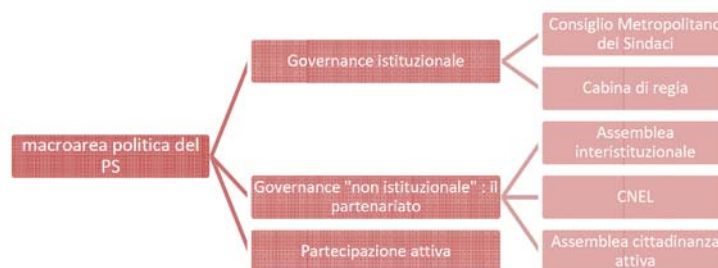 macroarea politica del
PS
Governance istituzionale
Consiglio Metropolitano
dei Sindaci
Cabina di regia
Governance "non istituzionale" : il
partenariato
Assemblea
interistituzionale
CNEL
Partecipazione attiva
Assemblea cittadinanza
attiva